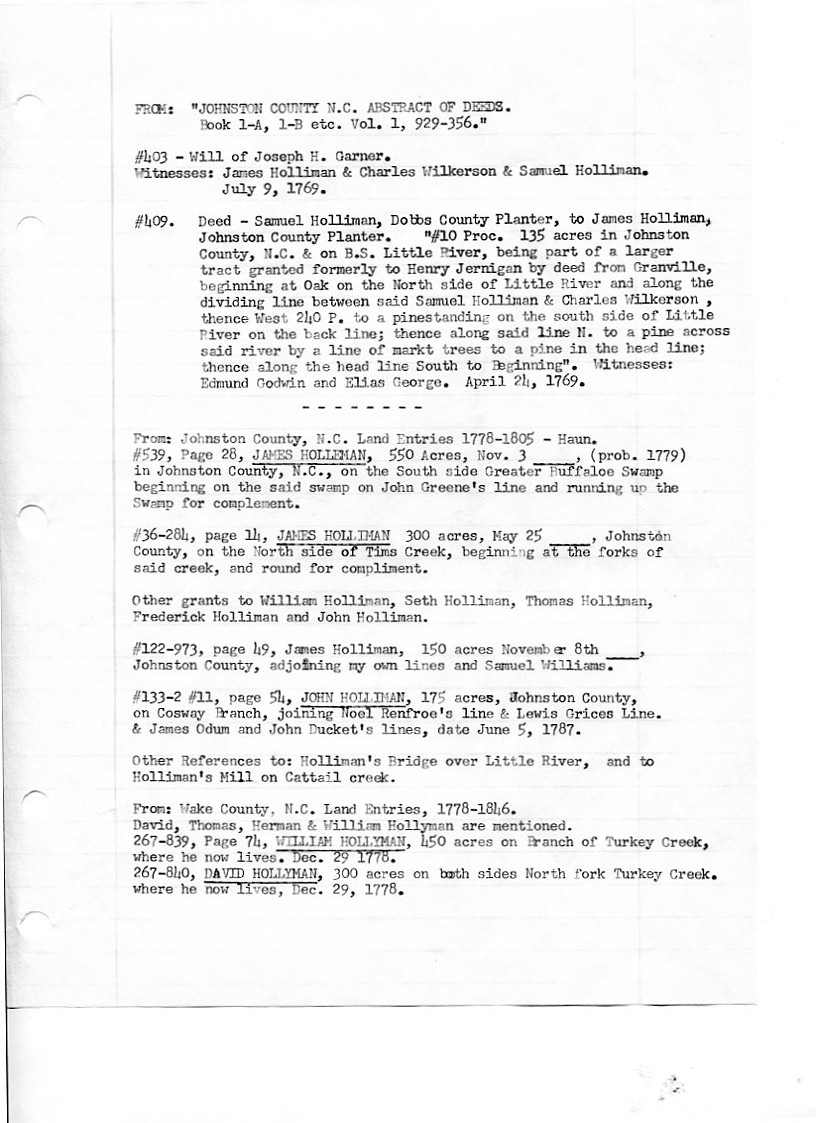 FROM: "JOHNSTON COUNTY N.C. ABSTRACT OF DEEDS.
Book 1-A, 1-B etc. Vol. 1, 929-356."
#403 - Will of Joseph H. Garner.
Witnesses: James Holliman & Charles Wilkerson & Samuel Holliman.
July 9, 1769.
#409. Deed - Samuel Holliman, Dobbs County Planter, to James Holliman,
Johnston County Planter. "#10 Proc. 135 acres in Johnston
County, N.C. & on B.S. Little River, being part of a larger
tract granted formerly to Henry Jernigan by deed from Granville,
beginning at Oak on the North side of Little River and along the
dividing line between said Samuel Holliman & Charles Wilkerson ,
thence West 240 P. to a pinestanding on the south side of Little
River on the back line; thence along said line N. to a pine across
said river by a line of markt trees to a pine in the head line;
thence along the head line South to Beginning". Witnesses:
Edmund Godwin and Elias George. April 24, 1769.
- - - - - - - -
From: Johnston County, N.C. Land Entries 1778-1805 - Haun.
#539, Page 28, JAMES HOLLEMAN, 550 Acres, Nov. 3 _____, (prob. 1779)
in Johnston County, N.C., on the South side Greater Buffaloe Swamp
beginning on the said swamp on John Greene's line and running up the
Swamp for complement.
#36-284, page 14, JAMES HOLLIMAN 300 acres, May 25 _____, Johnston
County, on the North side of Tims Creek, beginning at the forks of
said creek, and round for compliment.
Other grants to William Holliman, Seth Holliman, Thomas Holliman,
Frederick Holliman and John Holliman.
#122-973, page 49, James Holliman, 150 acres November 8th ____,
Johnston County, adjoining my own lines and Samuel Williams.
#133-2 #11, page 54, JOHN HOLLIMAN, 175 acres, Johnston County,
on Cosway Branch, joining Noel Renfroe's line & Lewis Grices Line.
& James Odum and John Ducket's lines, date June 5, 1787.
Other References to: Holliman's Bridge over Little River, and to
Holliman's Mill on Cattail creek.
From: Wake County, N.C. Land Entries, 1778-1846.
David, Thomas, Herman & William Hollyman are mentioned.
267-839, Page 74, WILLIAM HOLLYMAN, 450 acres on Branch of Turkey Creek,
where he now lives. Dec. 29 1778.
267-840, DAVID HOLLYMAN, 300 acres on both sides North fork Turkey Creek.
where he now lives, Dec. 29, 1778.